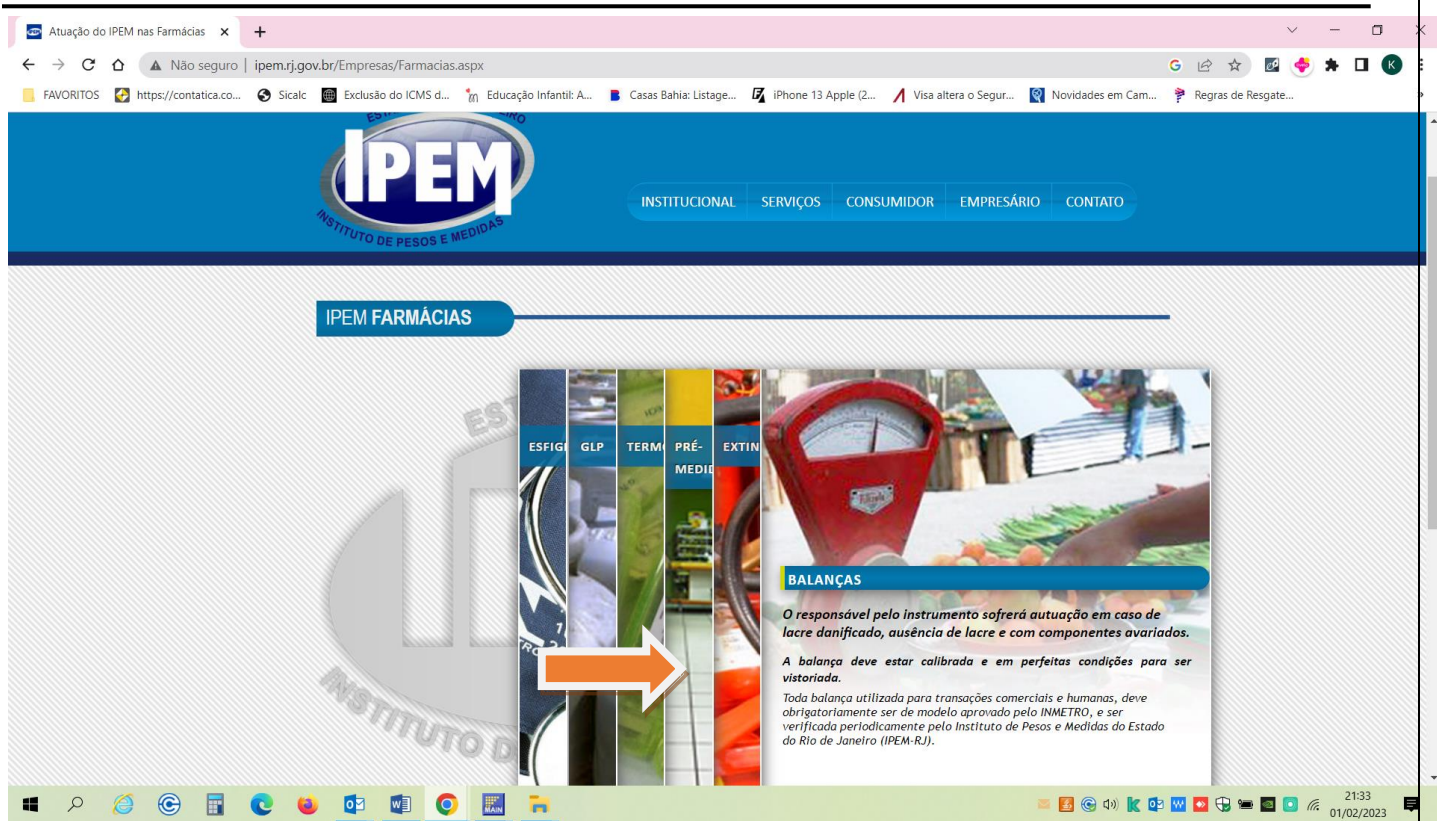 Atuação do IPEM nas Farmácias
Não seguro | ipem.rj.gov.br/Empresas/Farmacias.aspx
K
FAVORITOS https://contatica.co... Sicalc Exclusão do ICMS d... Educação Infantil: A... Casas Bahia: Listage... iPhone 13 Apple (2... Visa altera o Segur... Novidades em Cam... Regras de Resgate...
IPEM
INSTITUTO DE PESOS E MEDIDAS
INSTITUCIONAL SERVIÇOS CONSUMIDOR EMPRESÁRIO CONTATO
IPEM FARMÁCIAS
EST
INSTITUTO D
ESFIG GLP TERM PRÉ- EXTIN
MEDID
Filizola
BALANÇAS
O responsável pelo instrumento sofrerá autuação em caso de
lacre danificado, ausência de lacre e com componentes avariados.
A balança deve estar calibrada e em perfeitas condições para ser
vistoriada.
Toda balança utilizada para transações comerciais e humanas, deve
obrigatoriamente ser de modelo aprovado pelo INMETRO, e ser
verificada periodicamente pelo Instituto de Pesos e Medidas do Estado
do Rio de Janeiro (IPEM-RJ).
MAIN
21:33
01/02/2023